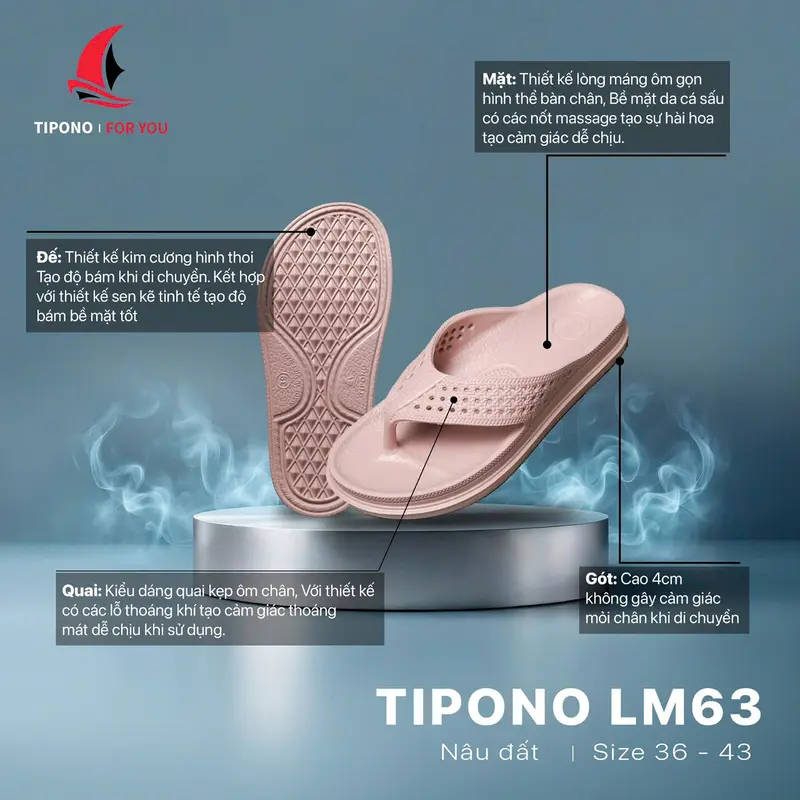 TIPONO | FOR YOU
Mặt: Thiết kế lòng máng ôm gọn
hình thể bàn chân, Bề mặt da cá sấu
có các nốt massage tạo sự hài hoa
tạo cảm giác dễ chịu.
Đế: Thiết kế kim cương hình thoi
Tạo độ bám khi di chuyển. Kết hợp
với thiết kế sen kẽ tinh tế tạo độ
bám bề mặt tốt
Quai: Kiểu dáng quai kẹp ôm chân, Với thiết kế
có các lỗ thoáng khí tạo cảm giác thoáng
mát dễ chịu khi sử dụng.
Gót: Cao 4cm
không gây cảm giác
mỏi chân khi di chuyển
TIPONO LM63
Nâu đất | Size 36 - 43